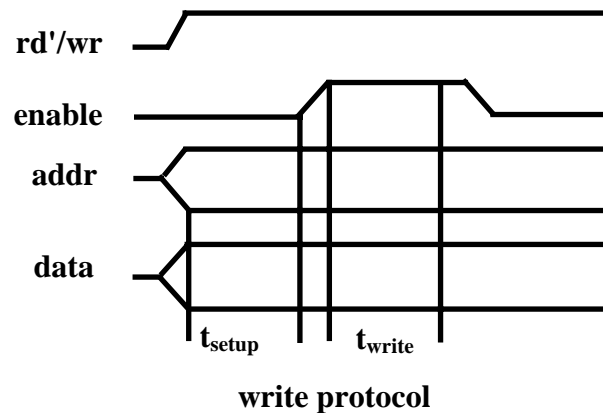 rd'/wr
enable
addr
data
tsetup
twrite
write protocol